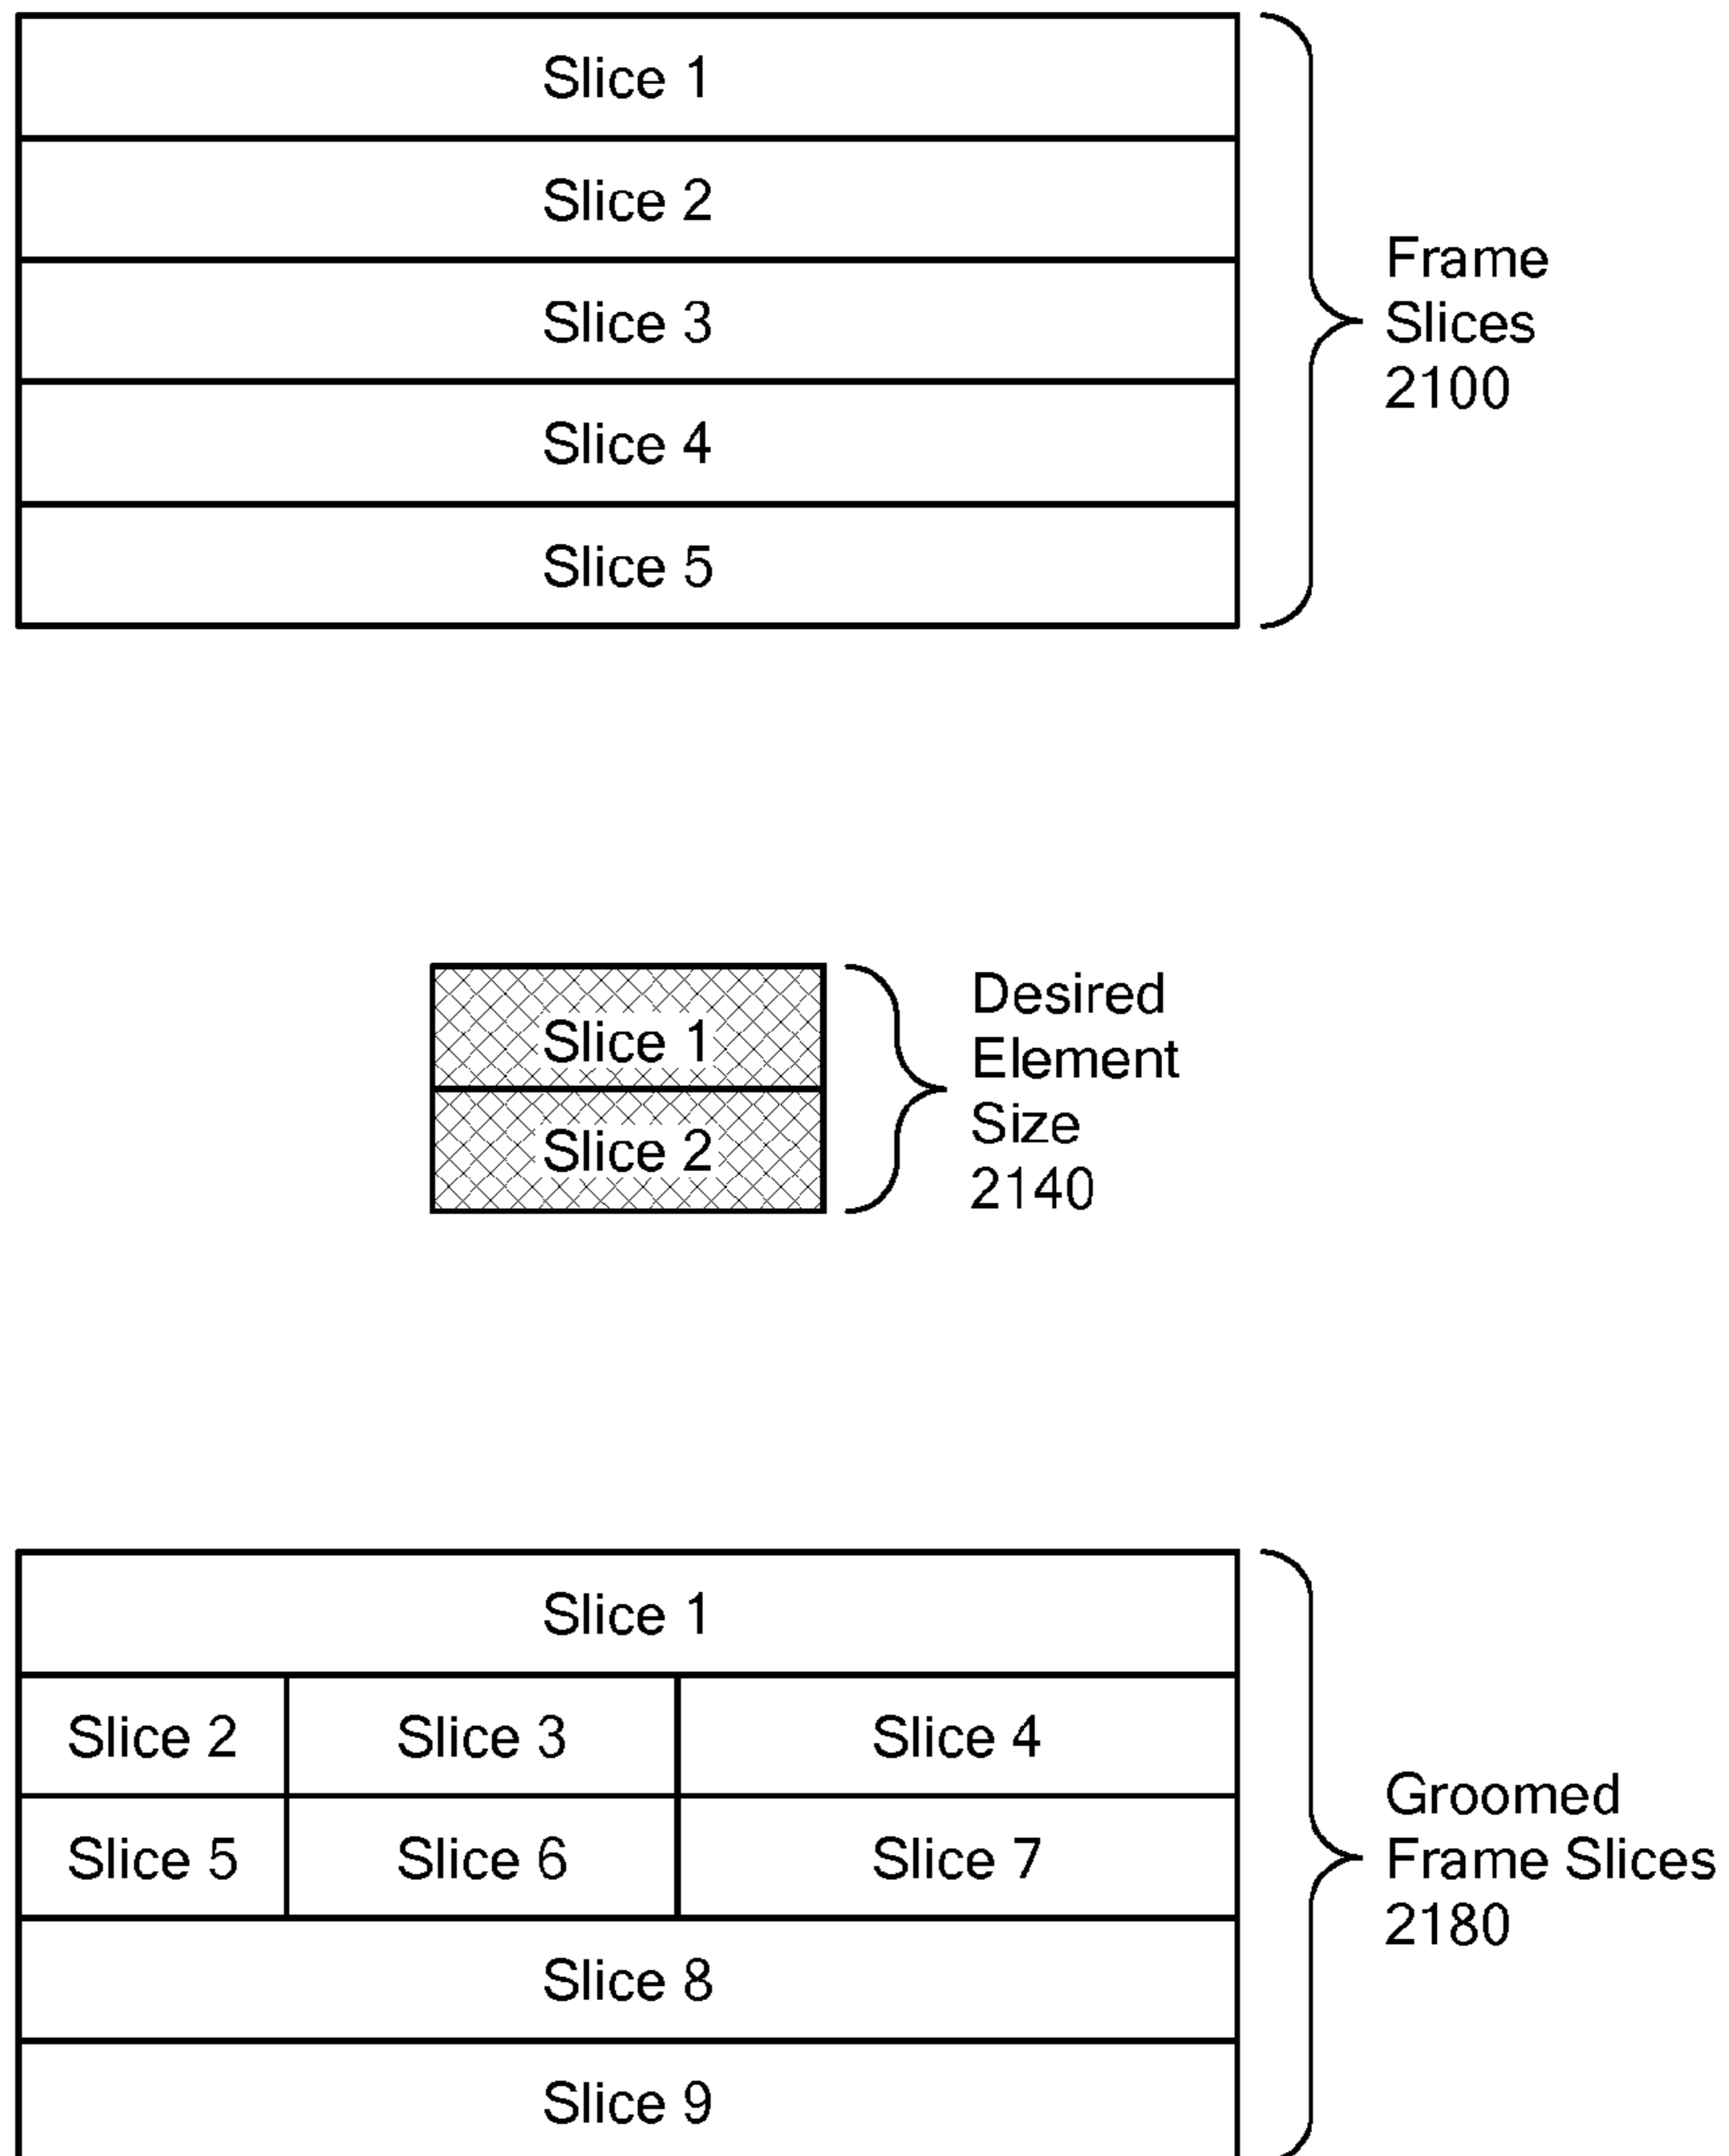 Slice 1
Slice 2
Slice 3
Slice 4
Slice 5
Frame
Slices
2100
Slice 1
Slice 2
Desired
Element
Size
2140
Slice 1
Slice 2 Slice 3 Slice 4
Slice 5 Slice 6 Slice 7
Slice 8
Slice 9
Groomed
Frame Slices
2180